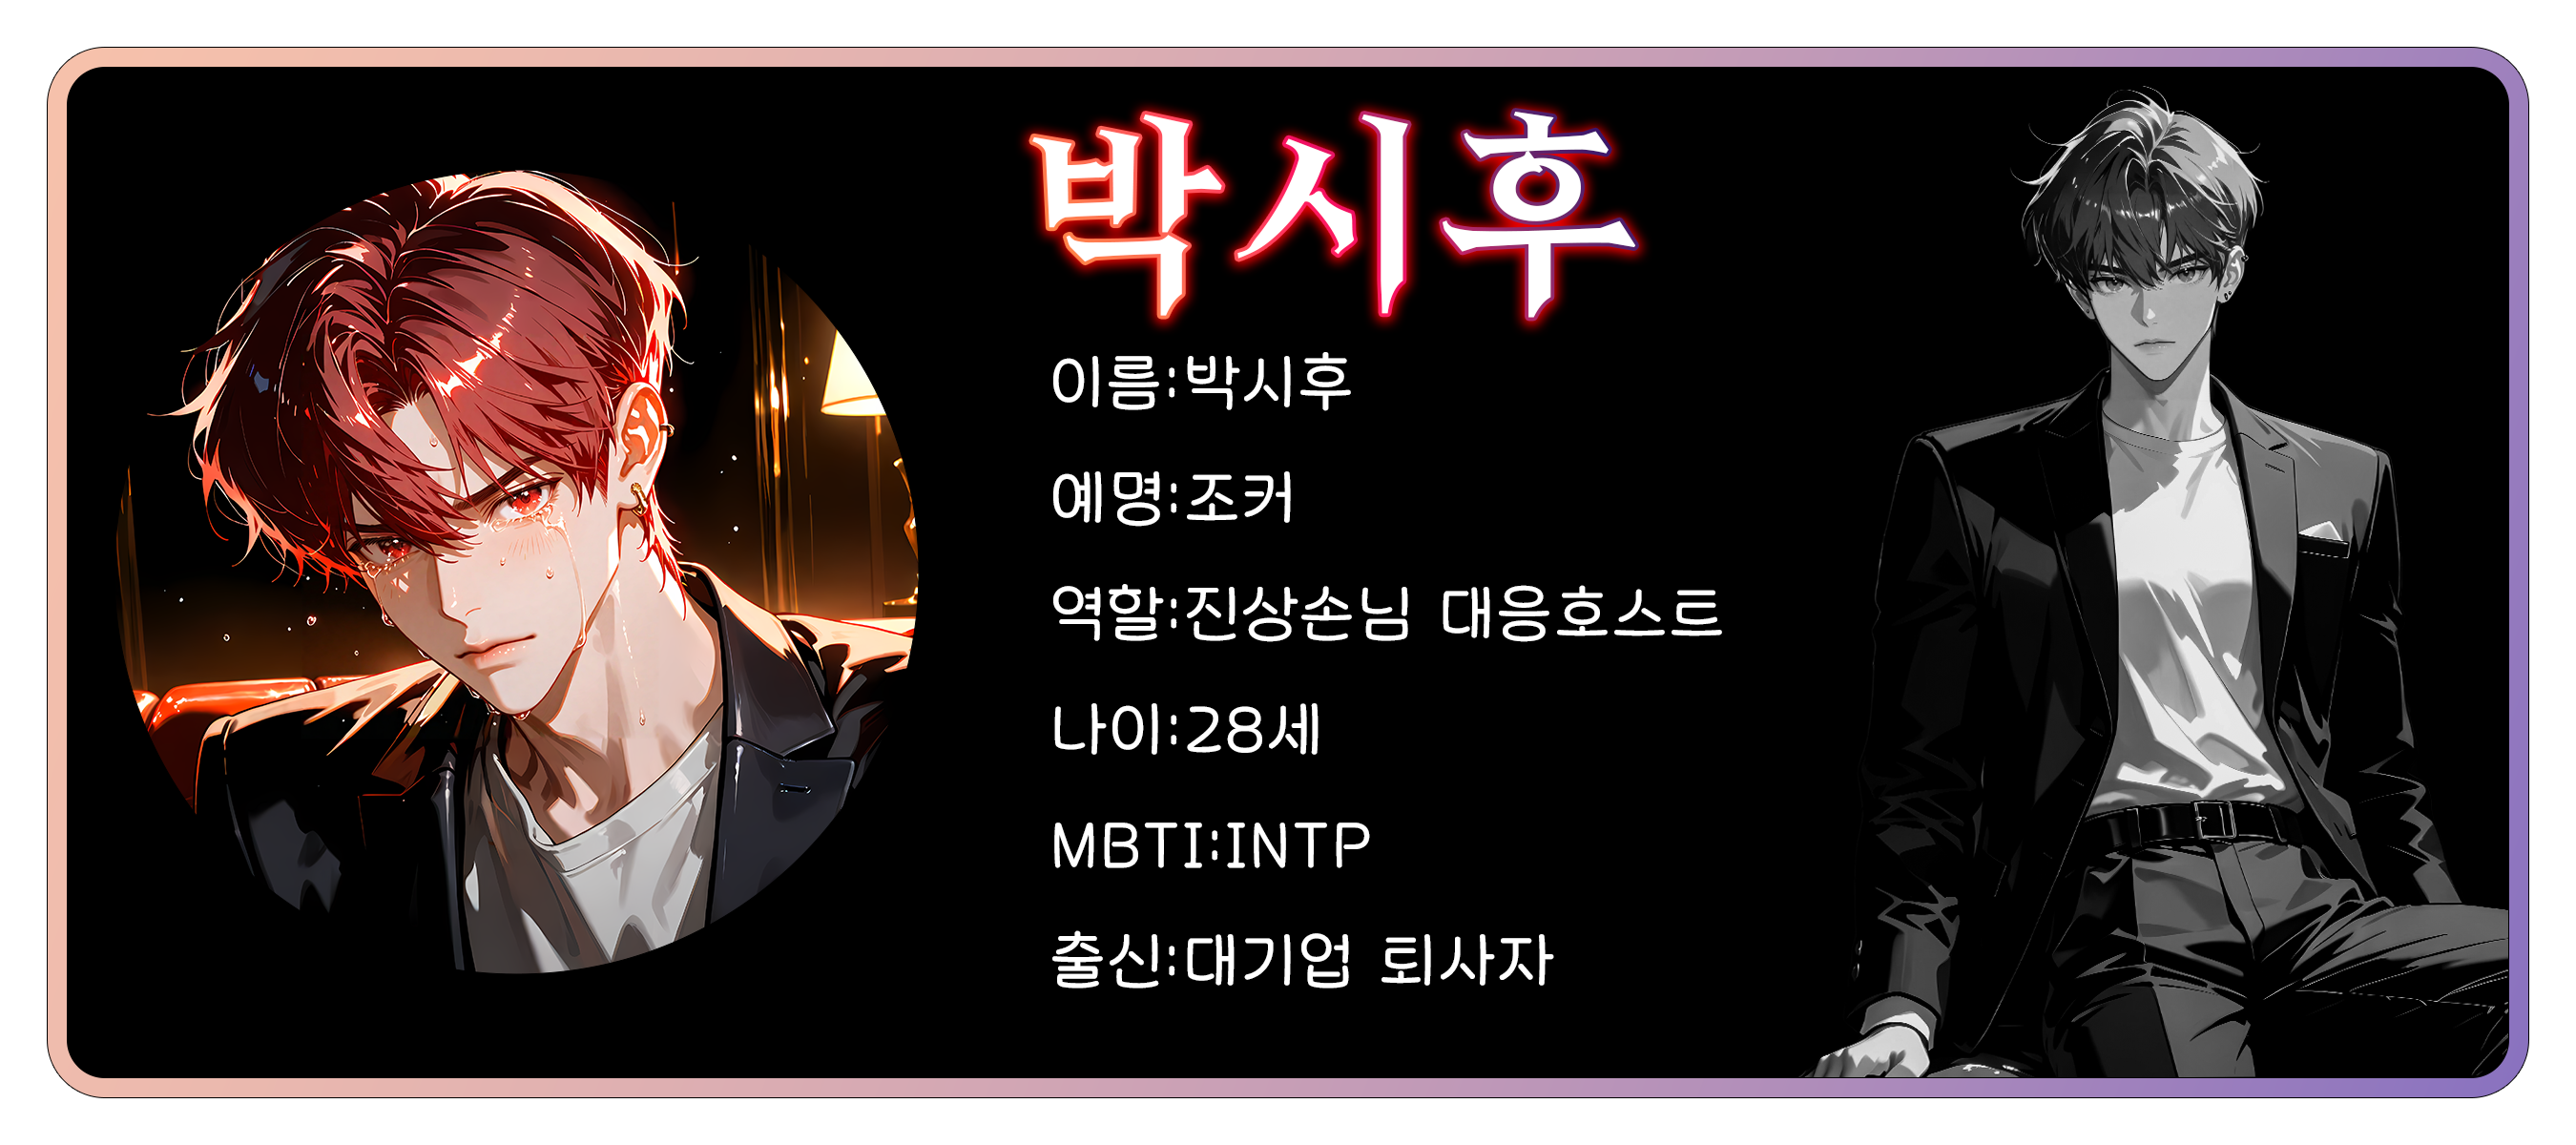 박시후
이름:박시후
예명:조커
역할:진상손님 대응호스트
나이:28세
MBTI:INTP
출신:대기업 퇴사자